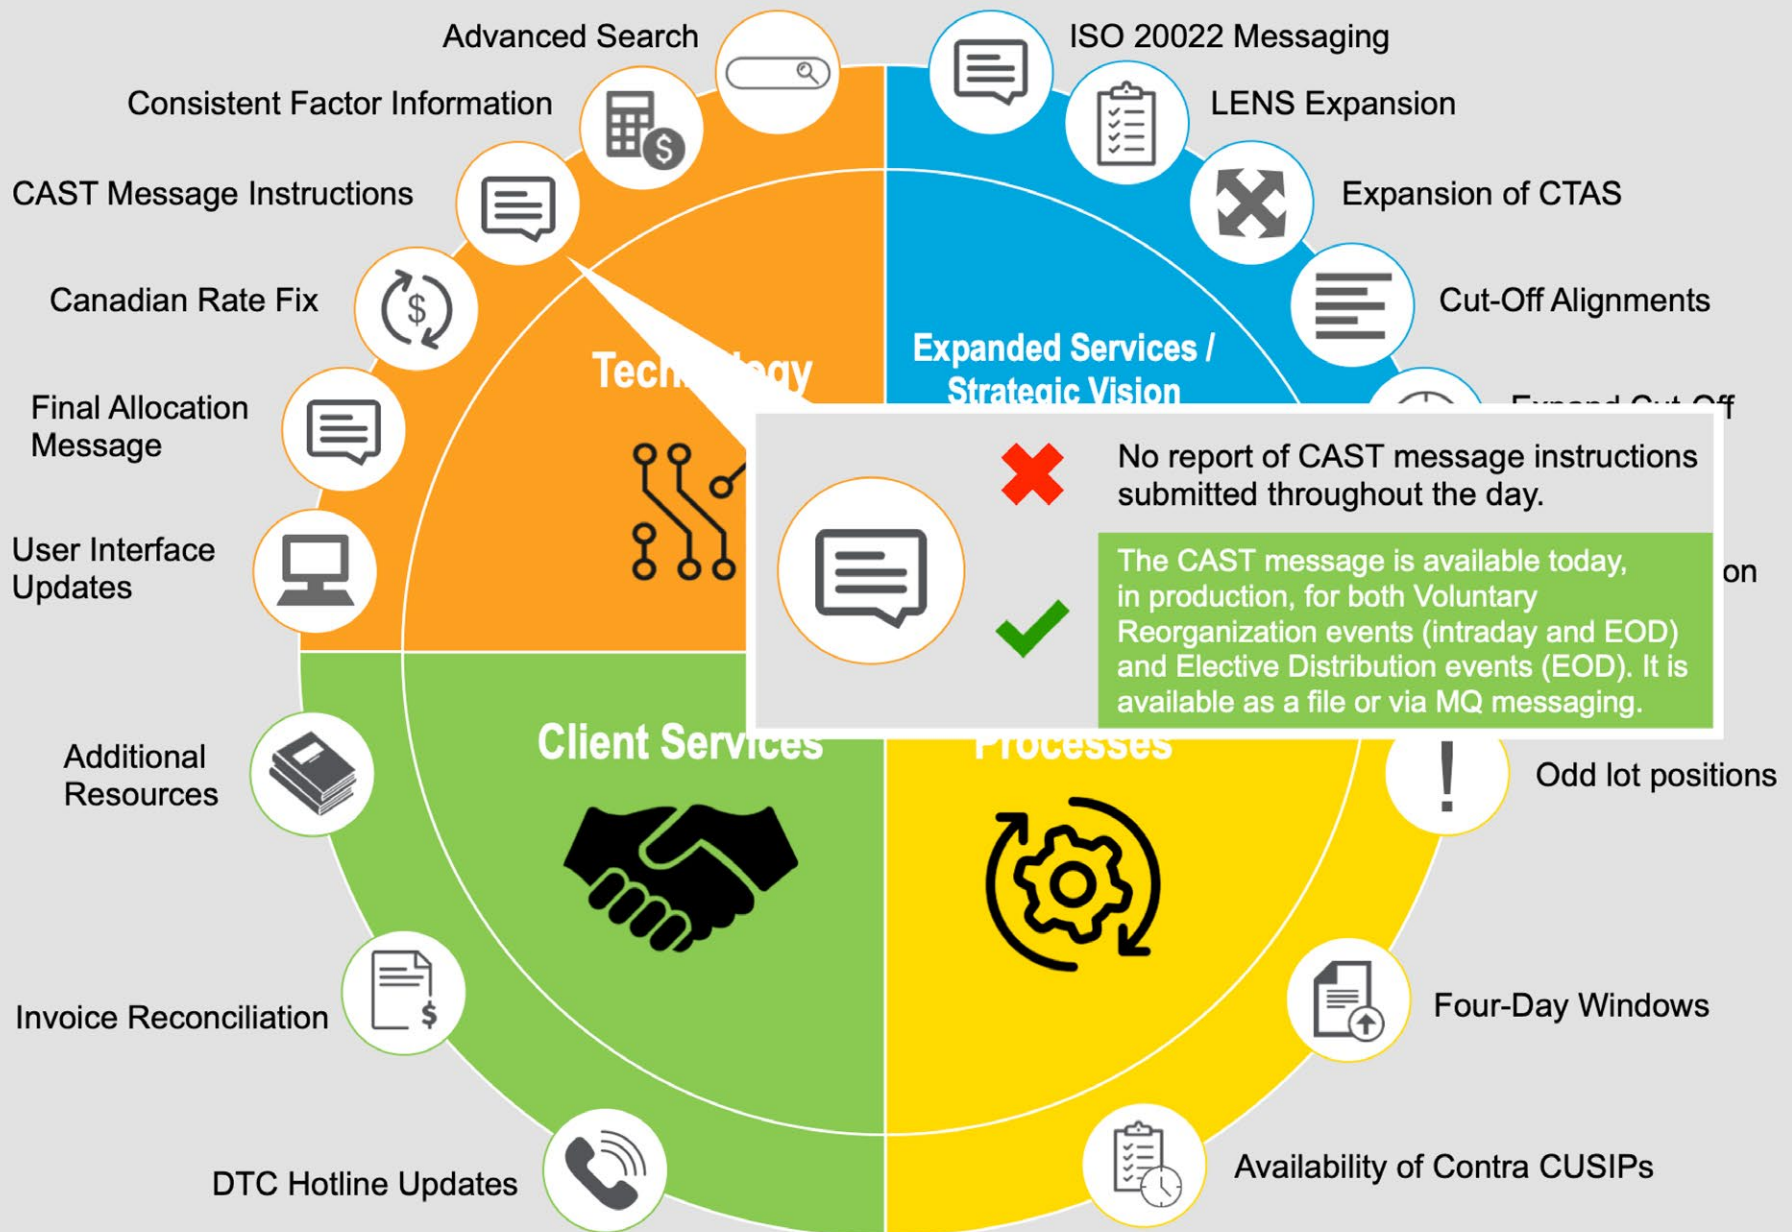 Advanced Search
ISO 20022 Messaging
Consistent Factor Information
LENS Expansion
CAST Message Instructions
Expansion of CTAS
Canadian Rate Fix
Cut-Off Alignments
Technology
Expanded Services /
Strategic Vision
Final Allocation
Message
Expand Cut-Off
No report of CAST message instructions
submitted throughout the day.
User Interface
Updates
The CAST message is available today,
in production, for both Voluntary
Reorganization events (intraday and EOD)
and Elective Distribution events (EOD). It is
available as a file or via MQ messaging.
on
Client Services
Processes
Additional
Resources
Odd lot positions
Invoice Reconciliation
Four-Day Windows
DTC Hotline Updates
Availability of Contra CUSIPs